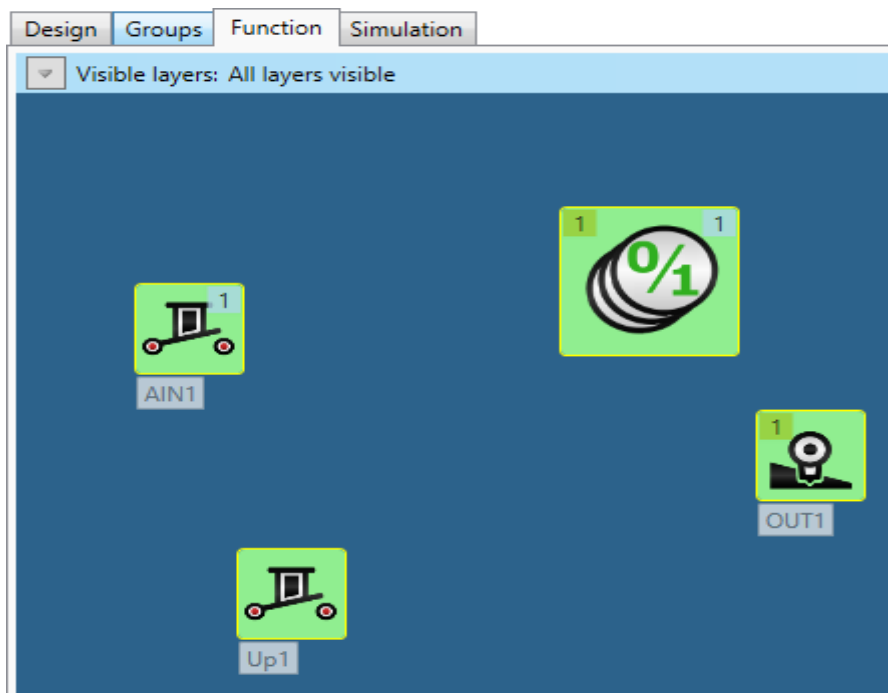 Design Groups Function Simulation
Visible layers: All layers visible
1 1
0/1
1
AIN1
1
OUT1
Up1